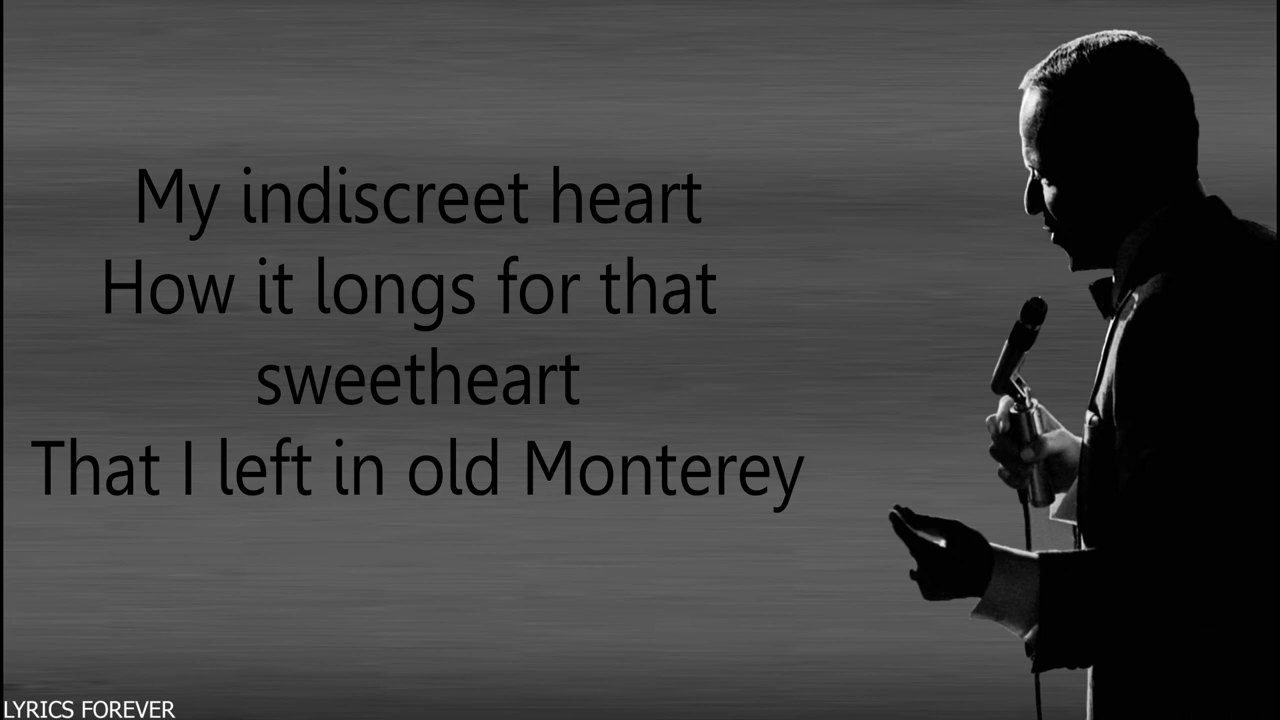 My indiscreet heart
How it longs for that
sweetheart
That I left in old Monterey
LYRICS FOREVER